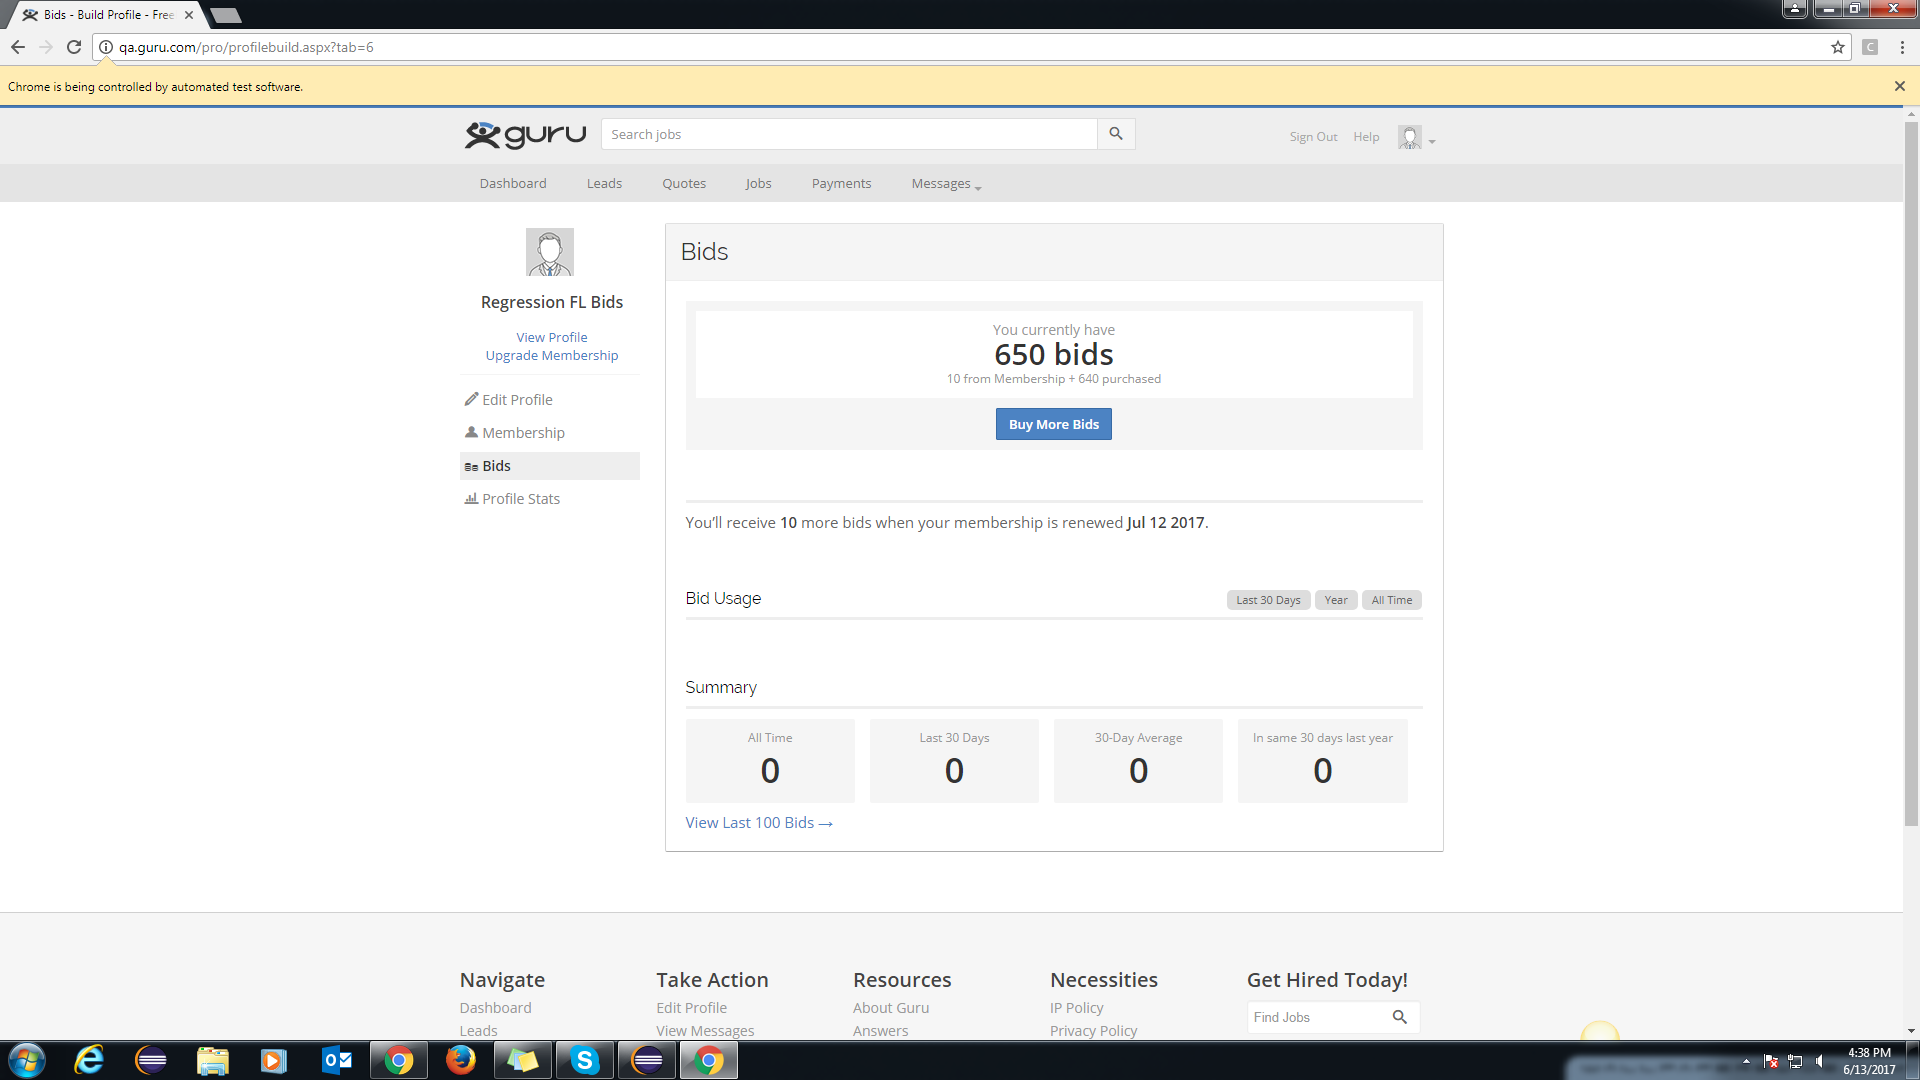 Bids - Build Profile - Free
qa.guru.com/pro/profilebuild.aspx?tab=6
C
Chrome is being controlled by automated test software.
guru
Search jobs
Sign Out
Help
Dashboard
Leads
Quotes
Jobs
Payments
Messages
Regression FL Bids
View Profile
Upgrade Membership
Edit Profile
Membership
Bids
Profile Stats
Bids
You currently have
650 bids
10 from Membership + 640 purchased
Buy More Bids
You'll receive 10 more bids when your membership is renewed Jul 12 2017.
Bid Usage
Last 30 Days
Year
All Time
Summary
All Time
0
Last 30 Days
0
30-Day Average
0
In same 30 days last year
0
View Last 100 Bids →
Navigate
Dashboard
Leads
Take Action
Edit Profile
View Messages
Resources
About Guru
Answers
Necessities
IP Policy
Privacy Policy
Get Hired Today!
Find Jobs
4:38 PM
6/13/2017